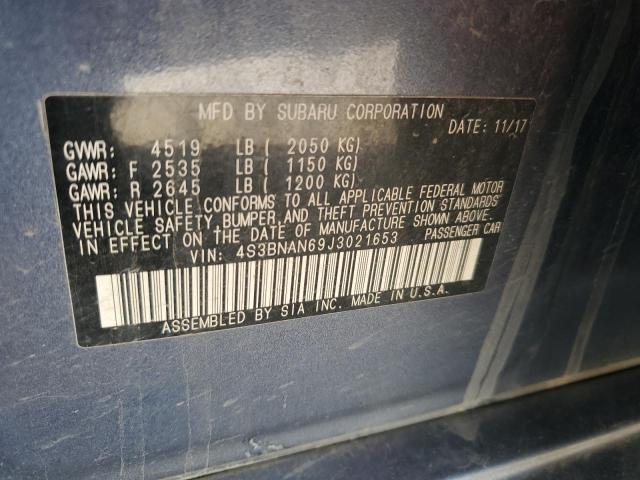 MFD BY SUBARU CORPORATION
DATE: 11/17
GVWR: 4519 LB ( 2050 KG)
GAWR: F 2535 LB ( 1150 KG)
GAWR: R 2645 LB ( 1200 KG)
THIS VEHICLE CONFORMS TO ALL APPLICABLE FEDERAL MOTOR
VEHICLE SAFETY, BUMPER, AND THEFT PREVENTION STANDARDS
IN EFFECT ON THE DATE OF MANUFACTURE SHOWN ABOVE.
VIN: 4S3BNAN69J3021653 PASSENGER CAR
ASSEMBLED BY SIA INC. MADE IN U.S.A.